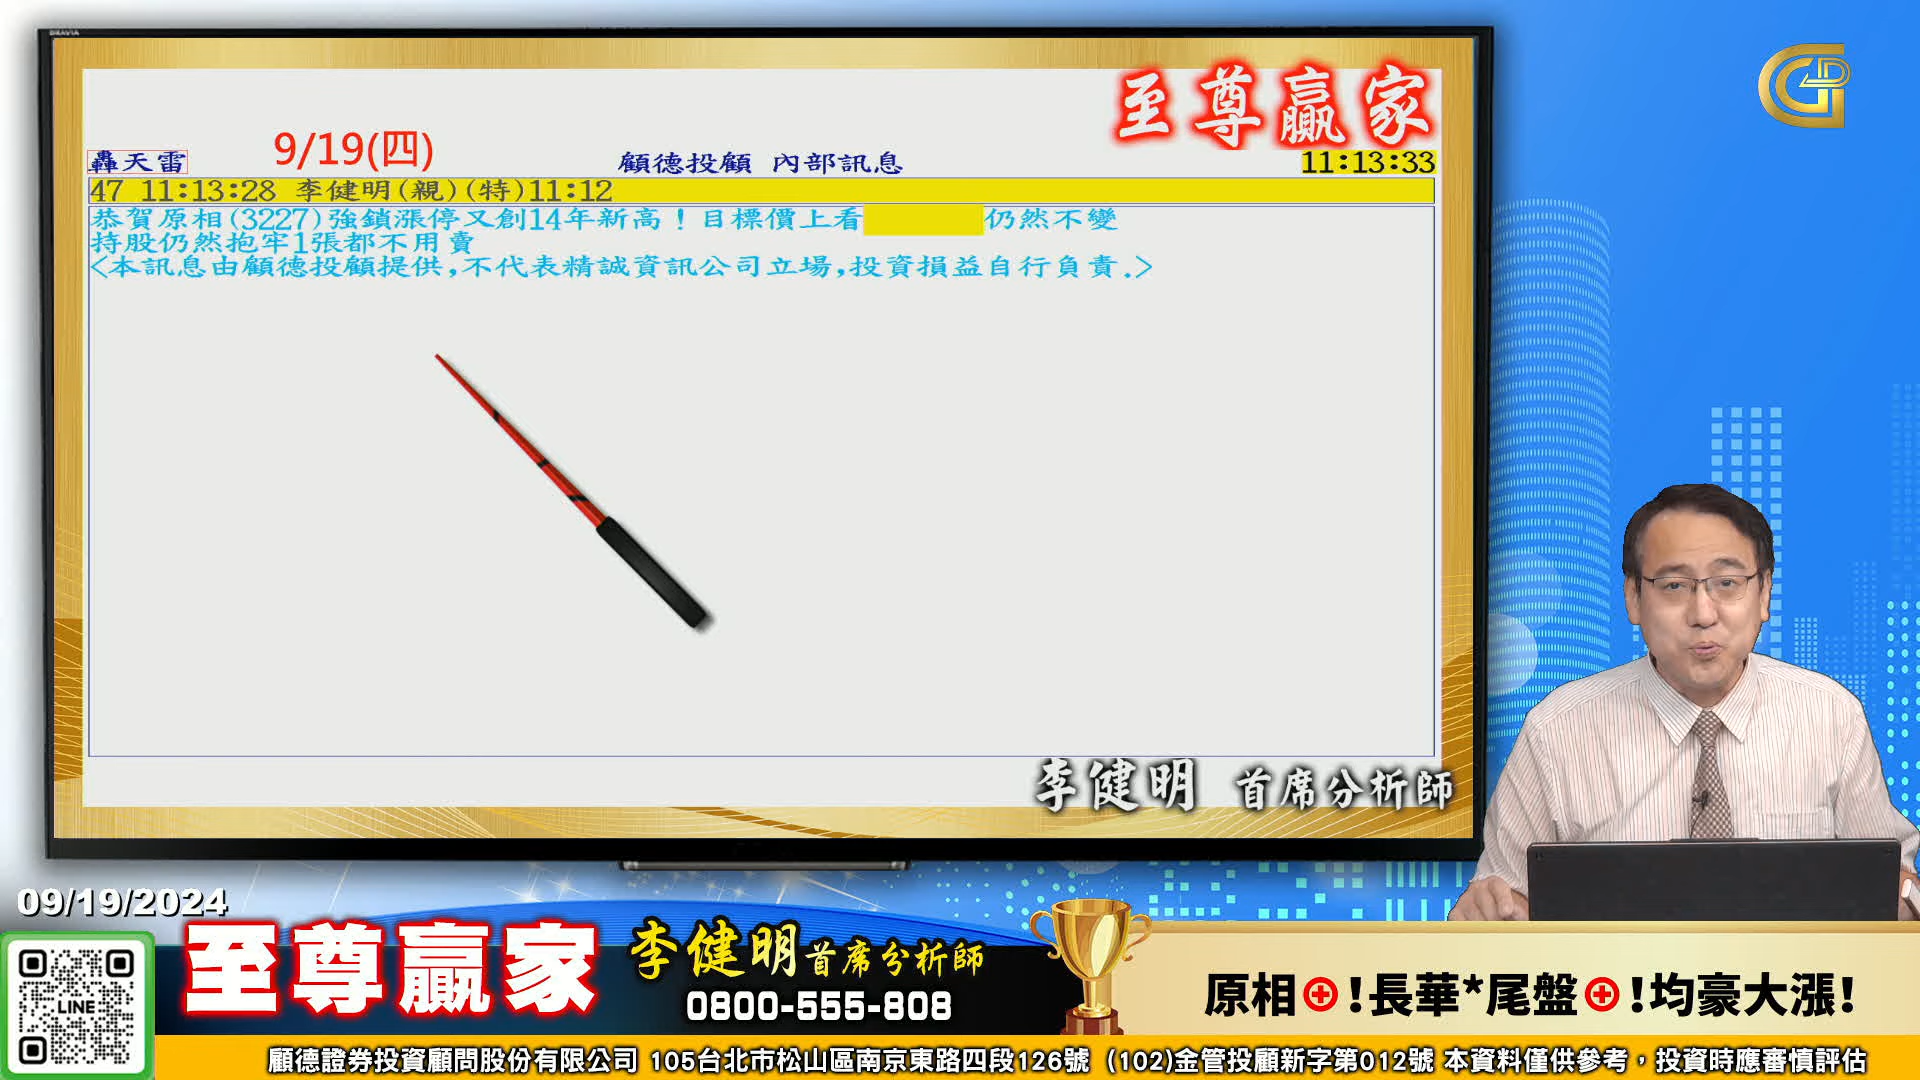 BRAVIA
至尊贏家
9/19(四)
轟天雷
顧德投顧 內部訊息
11:13:33
47 11:13:28 李健明(親)(特)11:12
恭賀原相(3227)強鎖漲停又創14年新高!目標價上看 仍然不變
持股仍然抱牢1張都不用賣
<本訊息由顧德投顧提供,不代表精誠資訊公司立場,投資損益自行負責.>
李健明 首席分析師
09/19/2024
LINE
至尊贏家
李健明首席分析師
0800-555-808
原相⊕!長華*尾盤⊕!均豪大漲!
顧德證券投資顧問股份有限公司 105台北市松山區南京東路四段126號 (102)金管投顧新字第012號 本資料僅供參考,投資時應審慎評估